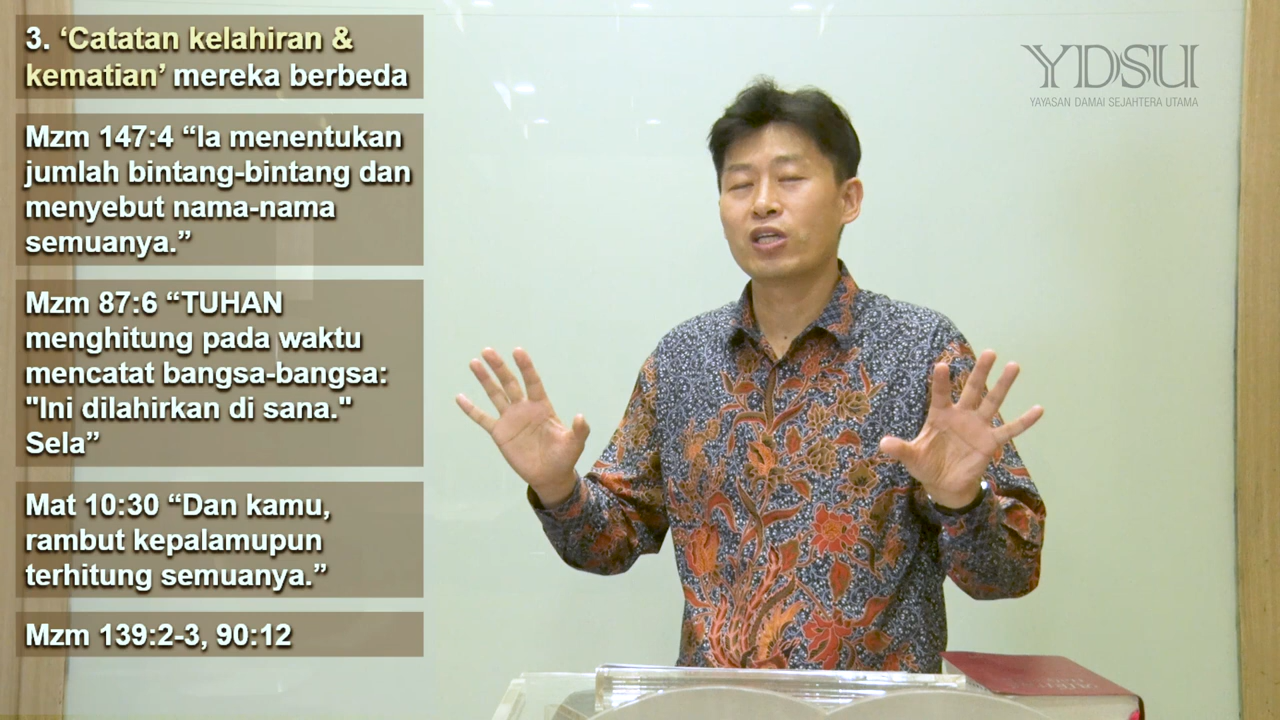 3. ‘Catatan kelahiran &
kematian’ mereka berbeda
Mzm 147:4 “Ia menentukan
jumlah bintang-bintang dan
menyebut nama-nama
semuanya.”
Mzm 87:6 “TUHAN
menghitung pada waktu
mencatat bangsa-bangsa:
"Ini dilahirkan di sana."
Sela”
Mat 10:30 “Dan kamu,
rambut kepalamupun
terhitung semuanya.”
Mzm 139:2-3, 90:12
YDSU
YAYASAN DAMAI SEJAHTERA UTAMA